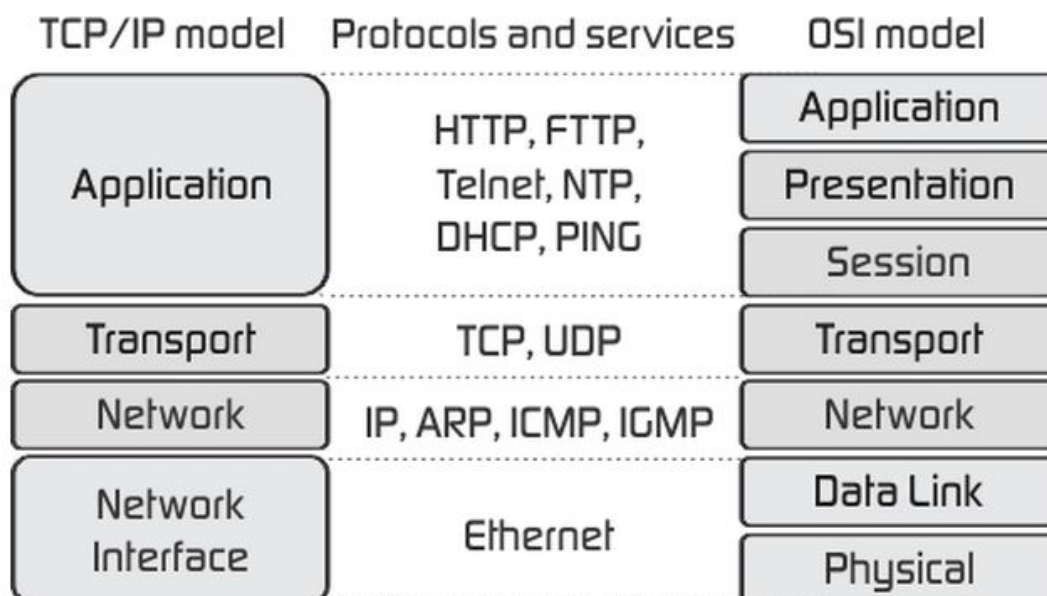 TCP/IP model Protocols and services OSI model
Application
HTTP, FTTP,
Telnet, NTP,
DHCP, PING
Application
Presentation
Session
Transport
TCP, UDP
Transport
Network
IP, ARP, ICMP, IGMP
Network
Network
Interface
Ethernet
Data Link
Physical